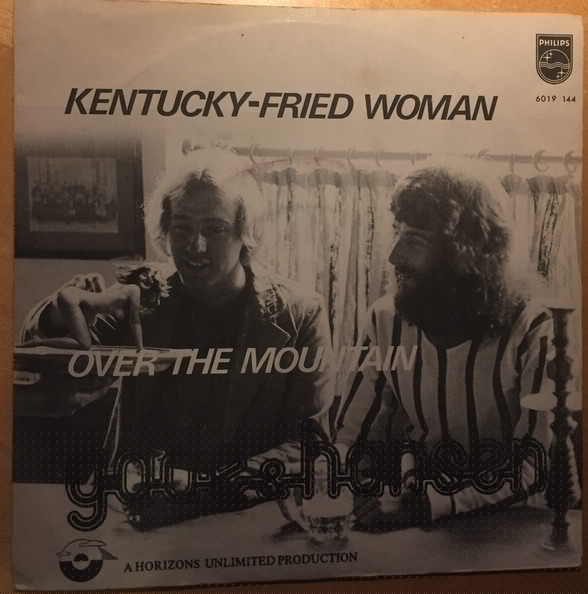 PHILIPS
6019 144
KENTUCKY-FRIED WOMAN
OVER THE MOUNTAIN
& hansen
A HORIZONS UNLIMITED PRODUCTION